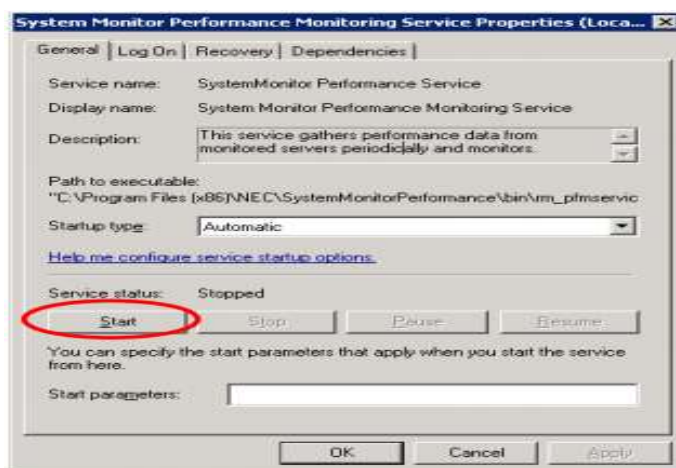 System Monitor Performance Monitoring Service Properties (Loca...
General Log On Recovery Dependencies
Service name: SystemMonitor Performance Service
Display name: System Monitor Performance Monitoring Service
Description: This service gathers performance data from
monitored servers periodicially and monitors.
Path to executable:
"C:\Program Files (x86)\NEC\SystemMonitorPerformance\bin\rm_pfmservic
Startup type: Automatic
Help me configure service startup options.
Service status: Stopped
Start Stop Pause Resume
You can specify the start parameters that apply when you start the service
from here.
Start parameters:
OK Cancel Apply